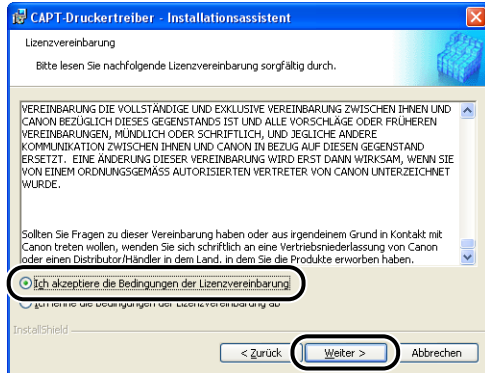 CAPT-Druckertreiber - Installationsassistent
Lizenzvereinbarung
Bitte lesen Sie nachfolgende Lizenzvereinbarung sorgfältig durch.
VEREINBARUNG DIE VOLLSTÄNDIGE UND EXKLUSIVE VEREINBARUNG ZWISCHEN IHNEN UND
CANON BEZÜGLICH DIESES GEGENSTANDS IST UND ALLE VORSCHLÄGE ODER FRÜHEREN
VEREINBARUNGEN, MÜNDLICH ODER SCHRIFTLICH, UND JEGLICHE ANDERE
KOMMUNIKATION ZWISCHEN IHNEN UND CANON IN BEZUG AUF DIESEN GEGENSTAND
ERSETZT. EINE ÄNDERUNG DIESER VEREINBARUNG WIRD ERST DANN WIRKSAM, WENN SIE
VON EINEM ORDNUNGSGEMÄSS AUTORISIERTEN VERTRETER VON CANON UNTERZEICHNET
WURDE.
Sollten Sie Fragen zu dieser Vereinbarung haben oder aus irgendeinem Grund in Kontakt mit
Canon treten wollen, wenden Sie sich schriftlich an eine Vertriebsniederlassung von Canon
oder einen Distributor/Händler in dem Land, in dem Sie die Produkte erworben haben.
Ich akzeptiere die Bedingungen der Lizenzvereinbarung
Ich lehne die Bedingungen der Lizenzvereinbarung ab
InstallShield
< Zurück
Weiter >
Abbrechen